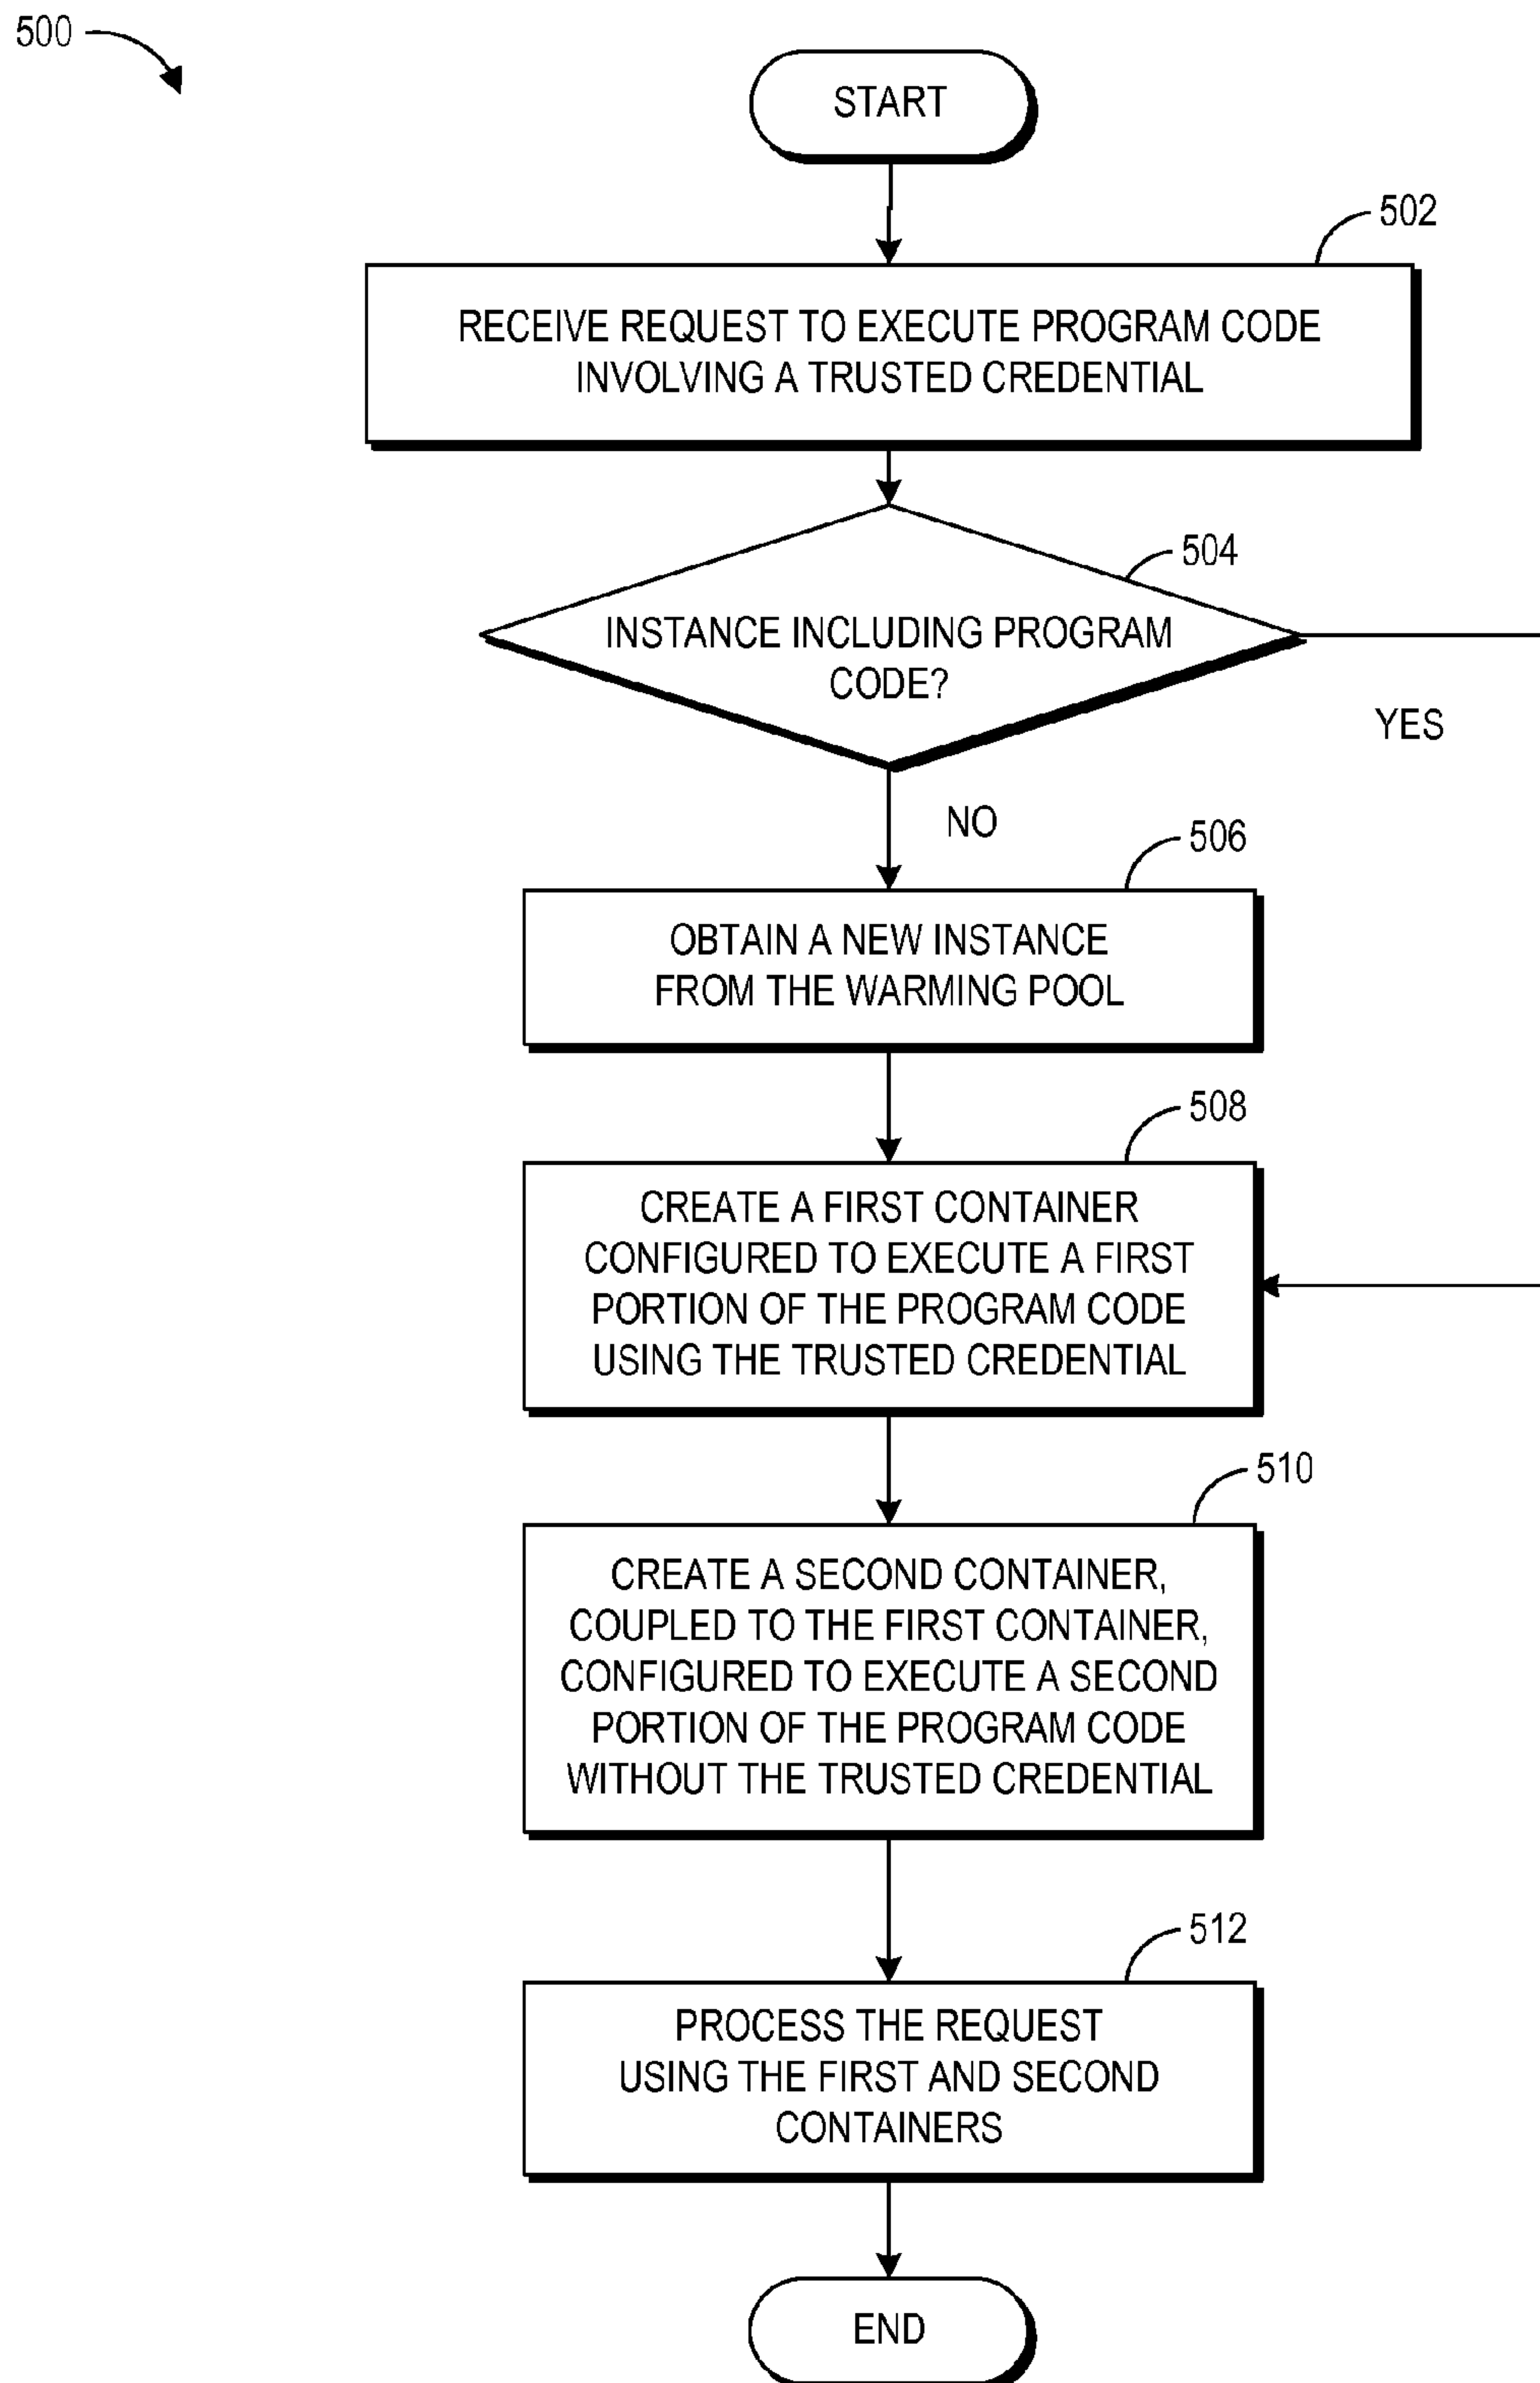 500
START
502
RECEIVE REQUEST TO EXECUTE PROGRAM CODE
INVOLVING A TRUSTED CREDENTIAL
504
INSTANCE INCLUDING PROGRAM
CODE?
YES
NO
506
OBTAIN A NEW INSTANCE
FROM THE WARMING POOL
508
CREATE A FIRST CONTAINER
CONFIGURED TO EXECUTE A FIRST
PORTION OF THE PROGRAM CODE
USING THE TRUSTED CREDENTIAL
510
CREATE A SECOND CONTAINER,
COUPLED TO THE FIRST CONTAINER,
CONFIGURED TO EXECUTE A SECOND
PORTION OF THE PROGRAM CODE
WITHOUT THE TRUSTED CREDENTIAL
512
PROCESS THE REQUEST
USING THE FIRST AND SECOND
CONTAINERS
END